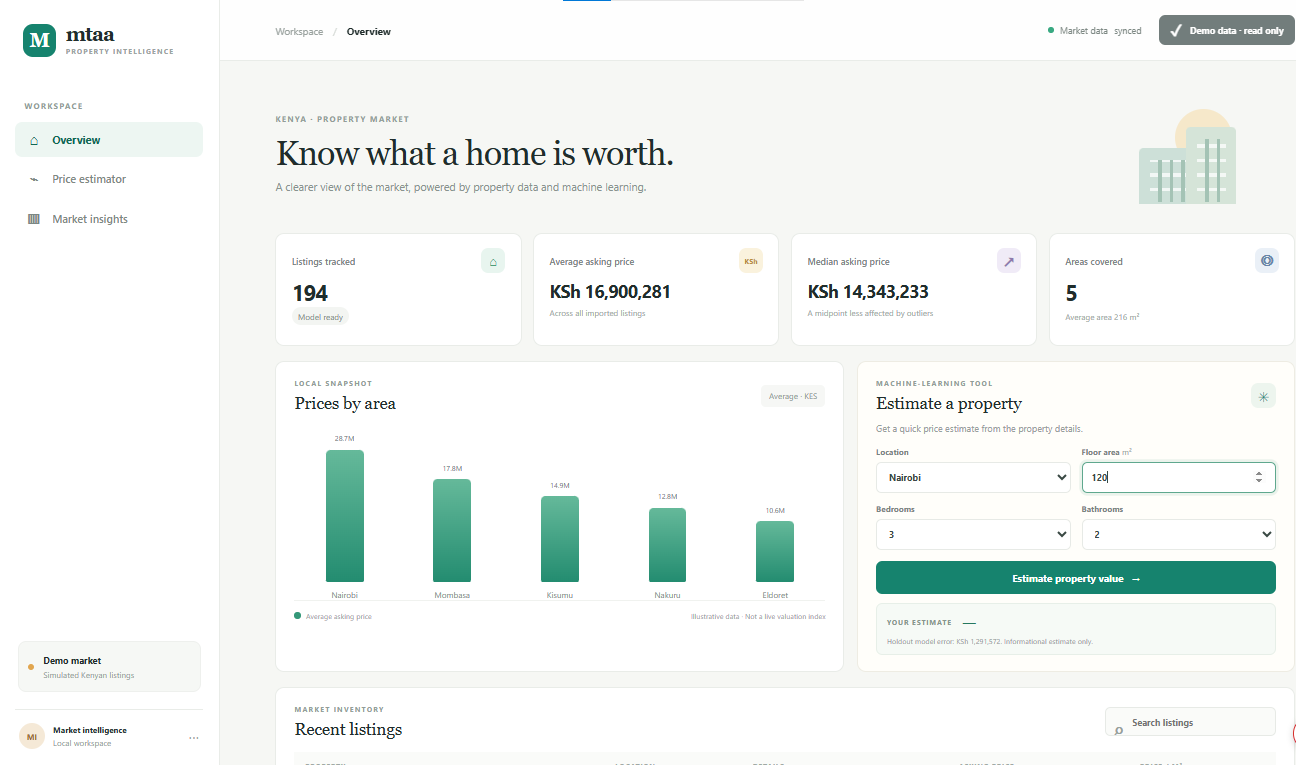 M
mtaa
PROPERTY INTELLIGENCE
WORKSPACE
Overview
Price estimator
Market insights
Demo market
Simulated Kenyan listings
MI
Market intelligence
Local workspace
...
Workspace / Overview
Market data synced
✓ Demo data · read only
KENYA · PROPERTY MARKET
Know what a home is worth.
A clearer view of the market, powered by property data and machine learning.
Listings tracked
194
Model ready
Average asking price
KSh
KSh 16,900,281
Across all imported listings
Median asking price
↗
KSh 14,343,233
A midpoint less affected by outliers
Areas covered
5
Average area 216 m²
LOCAL SNAPSHOT
Prices by area
Average · KES
28.7M
17.8M
14.9M
12.8M
10.6M
Nairobi
Mombasa
Kisumu
Nakuru
Eldoret
Average asking price
Illustrative data · Not a live valuation index
MACHINE-LEARNING TOOL
Estimate a property
Get a quick price estimate from the property details.
Location
Nairobi
Floor area m²
120
Bedrooms
3
Bathrooms
2
Estimate property value →
YOUR ESTIMATE —
Holdout model error: KSh 1,291,572. Informational estimate only.
MARKET INVENTORY
Recent listings
Search listings